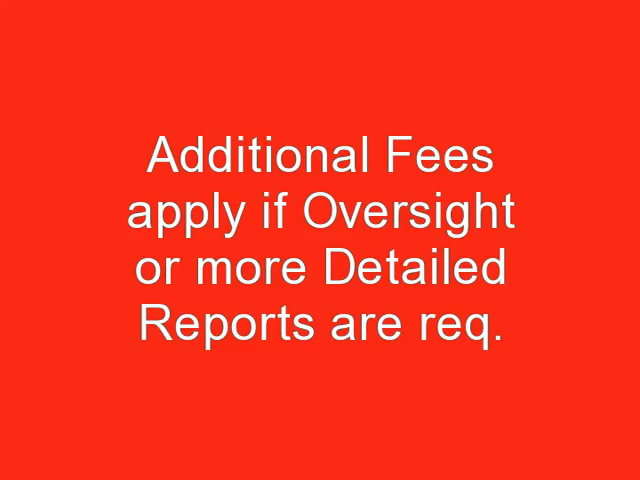 Additional Fees
apply if Oversight
or more Detailed
Reports are req.